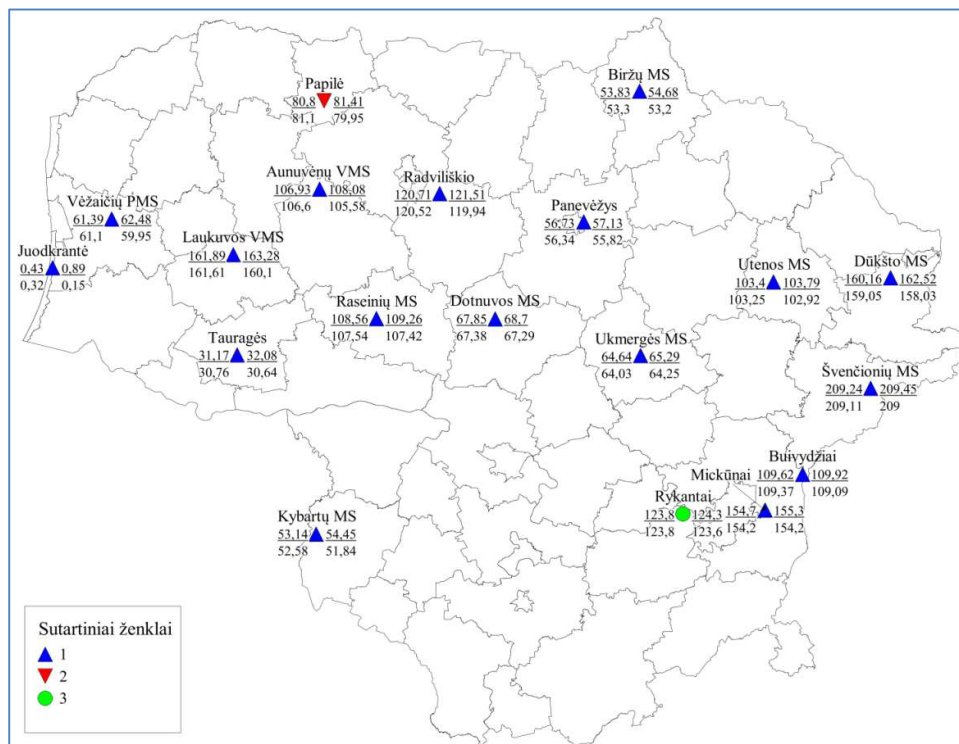 Papilė
80,8 81,41
81,1 79,95
Biržų MS
53,83 54,68
53,3 53,2
Aunuvėnų VMS
106,93 108,08
106,6 105,58
Radviliškio
120,71 121,51
120,52 119,94
Vėžaičių PMS
61,39 62,48
61,1 59,95
Panevėžys
56,73 57,13
56,34 55,82
Laukuvos VMS
161,89 163,28
161,61 160,1
Juodkrantė
0,43 0,89
0,32 0,15
Utenos MS
103,4 103,79
103,25 102,92
Dūkšto MS
160,16 162,52
159,05 158,03
Raseinių MS
108,56 109,26
107,54 107,42
Dotnuvos MS
67,85 68,7
67,38 67,29
Tauragės
31,17 32,08
30,76 30,64
Ukmergės MS
64,64 65,29
64,03 64,25
Švenčionių MS
209,24 209,45
209,11 209
Buivydžiai
109,62 109,92
109,37 109,09
Mickūnai
154,7 155,3
154,2 154,2
Rykantai
123,8 124,3
123,8 123,6
Kybartų MS
53,14 54,45
52,58 51,84
Sutartiniai ženklai
1
2
3